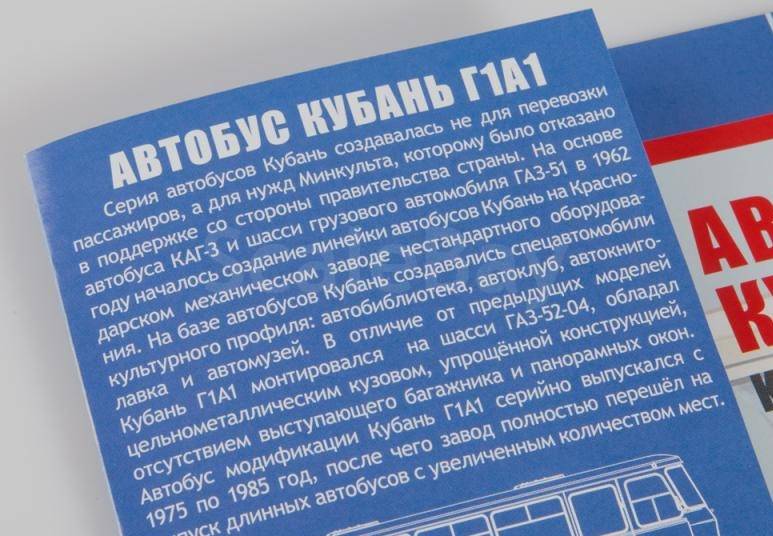 АВТОБУС КУБАНЬ Г1А1
Серия автобусов Кубань создавалась не для перевозки
пассажиров, а для нужд Минкульта, которому было отказано
в поддержке со стороны правительства страны. На основе
автобуса КАГ-3 и шасси грузового автомобиля ГАЗ-51 в 1962
году началось создание линейки автобусов Кубань на Красно-
дарском механическом заводе нестандартного оборудова-
ния. На базе автобусов Кубань создавались спецавтомобили
культурного профиля: автобиблиотека, автоклуб, автокниго-
лавка и автомузей. В отличие от предыдущих моделей
Кубань Г1А1 монтировался на шасси ГАЗ-52-04, обладал
цельнометаллическим кузовом, упрощённой конструкцией,
отсутствием выступающего багажника и панорамных окон.
Автобус модификации Кубань Г1А1 серийно выпускался с
1975 по 1985 год, после чего завод полностью перешёл на
пуск длинных автобусов с увеличенным количеством мест.
АВ
К